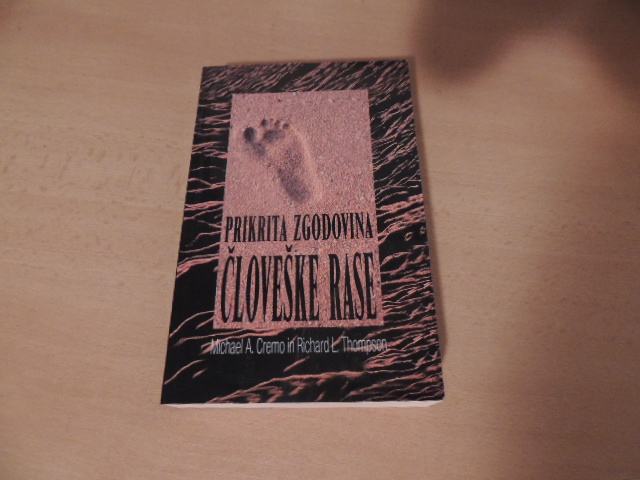 PRIKRITA ZGODOVINA
ČLOVEŠKE RASE
Michael A. Cremo in Richard L. Thompson